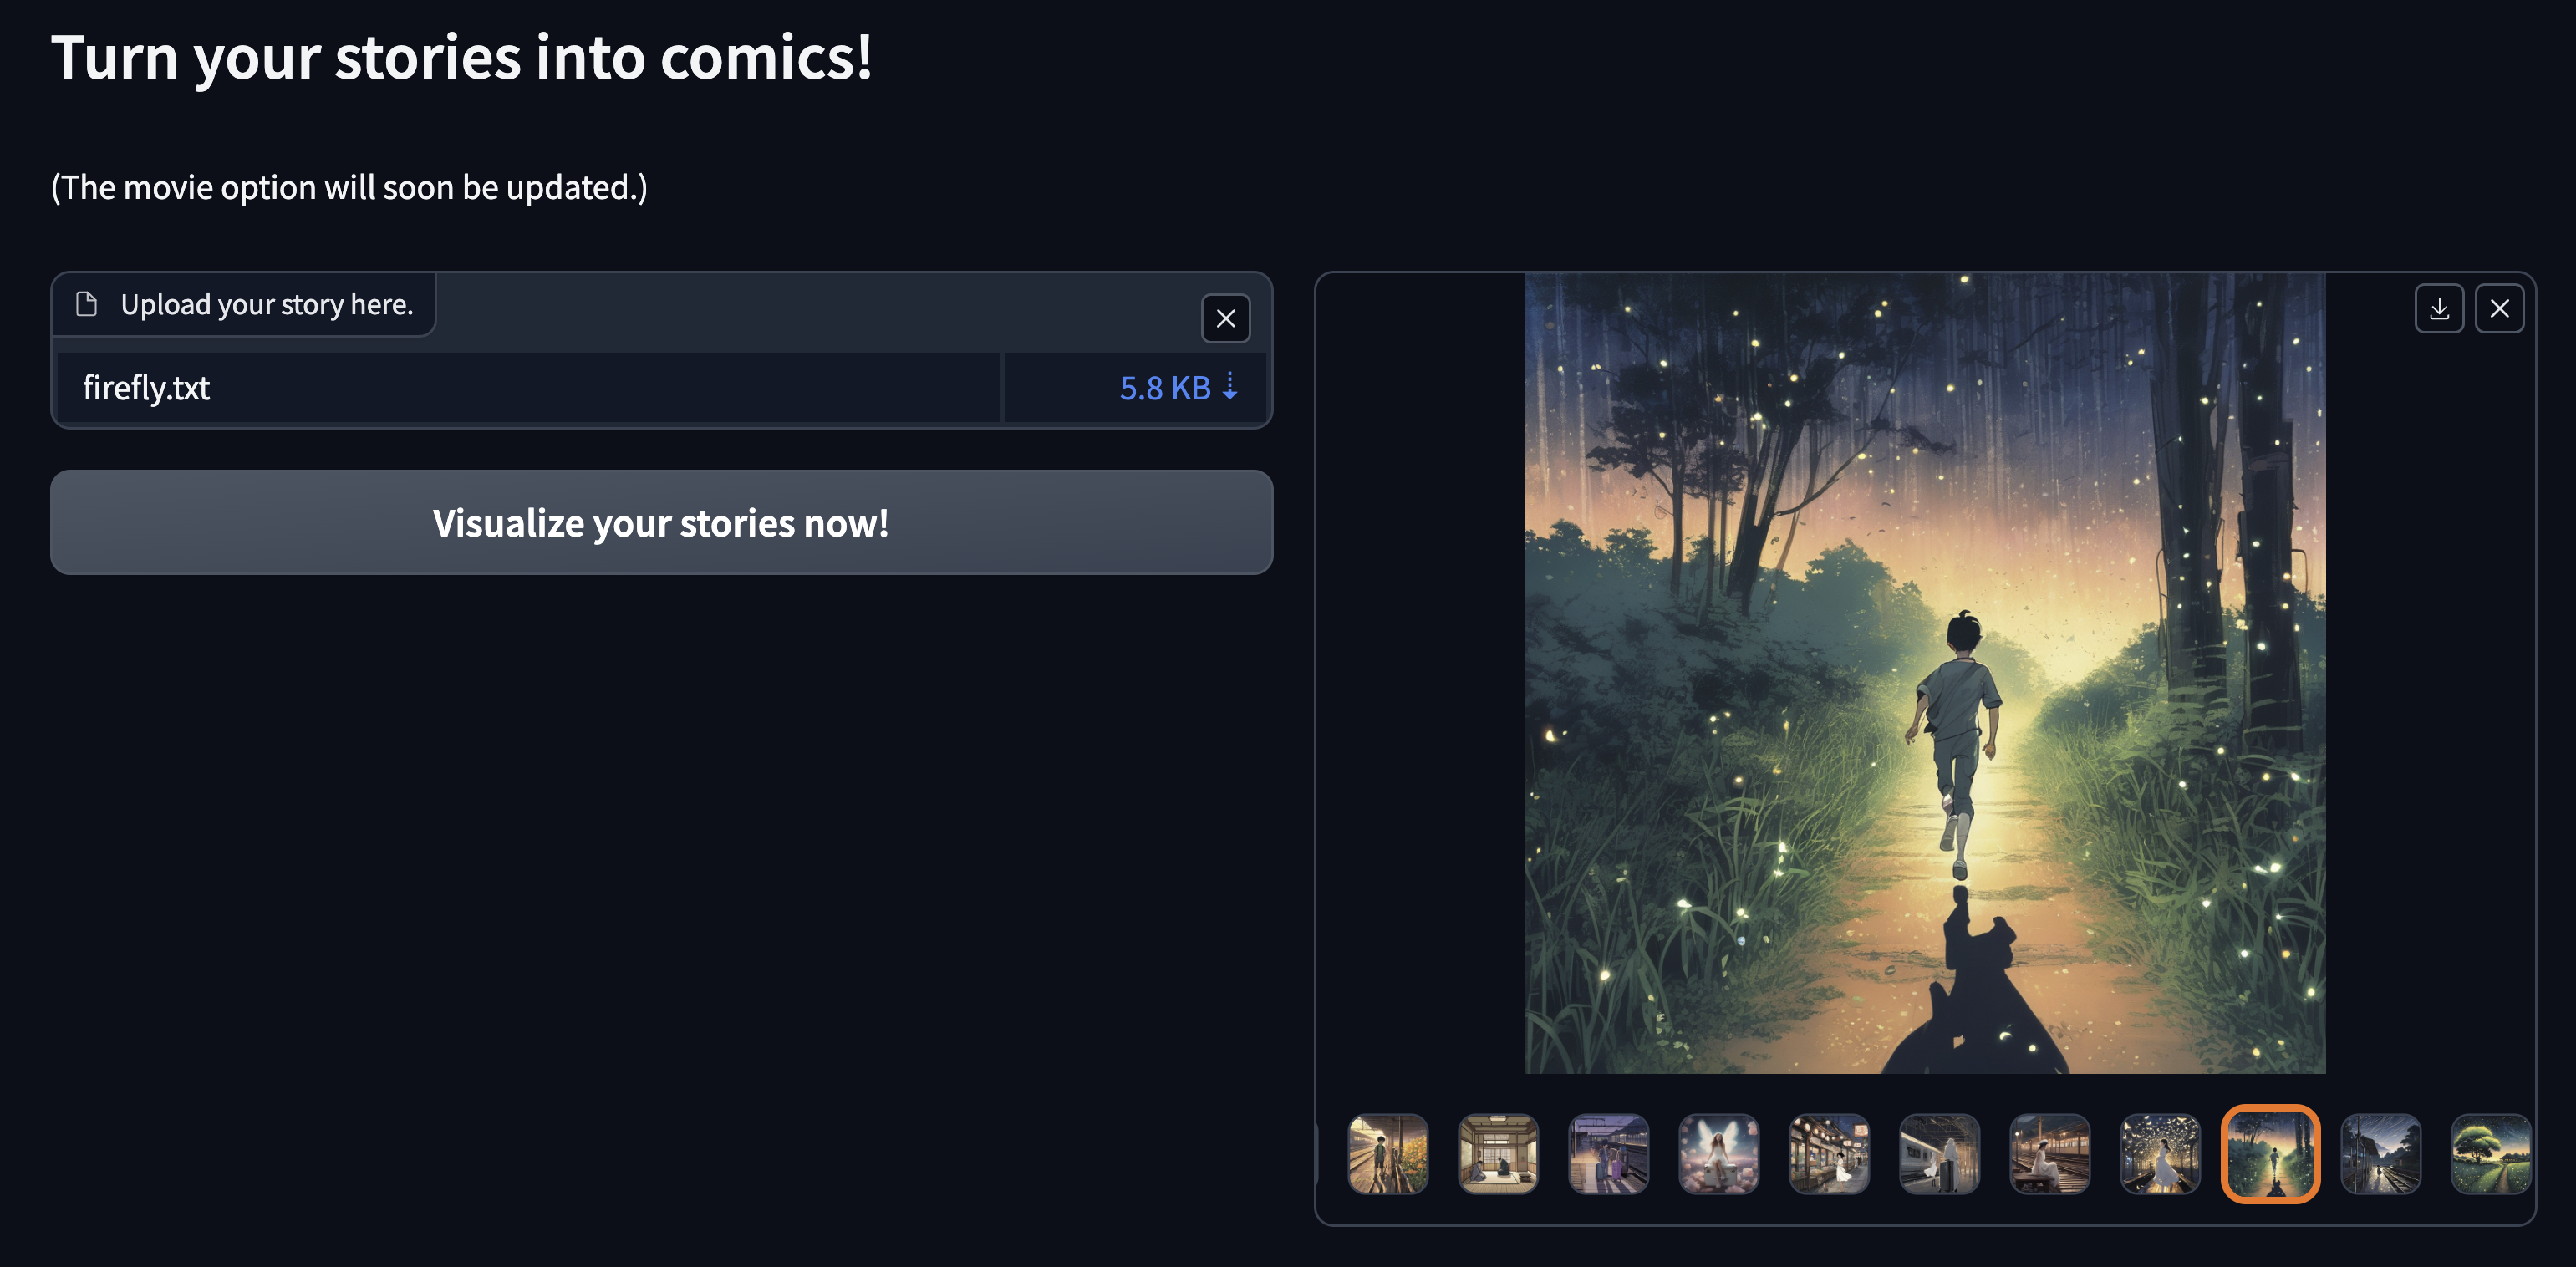 Turn your stories into comics!
(The movie option will soon be updated.)
Upload your story here.
firefly.txt
5.8 KB ⇣
Visualize your stories now!